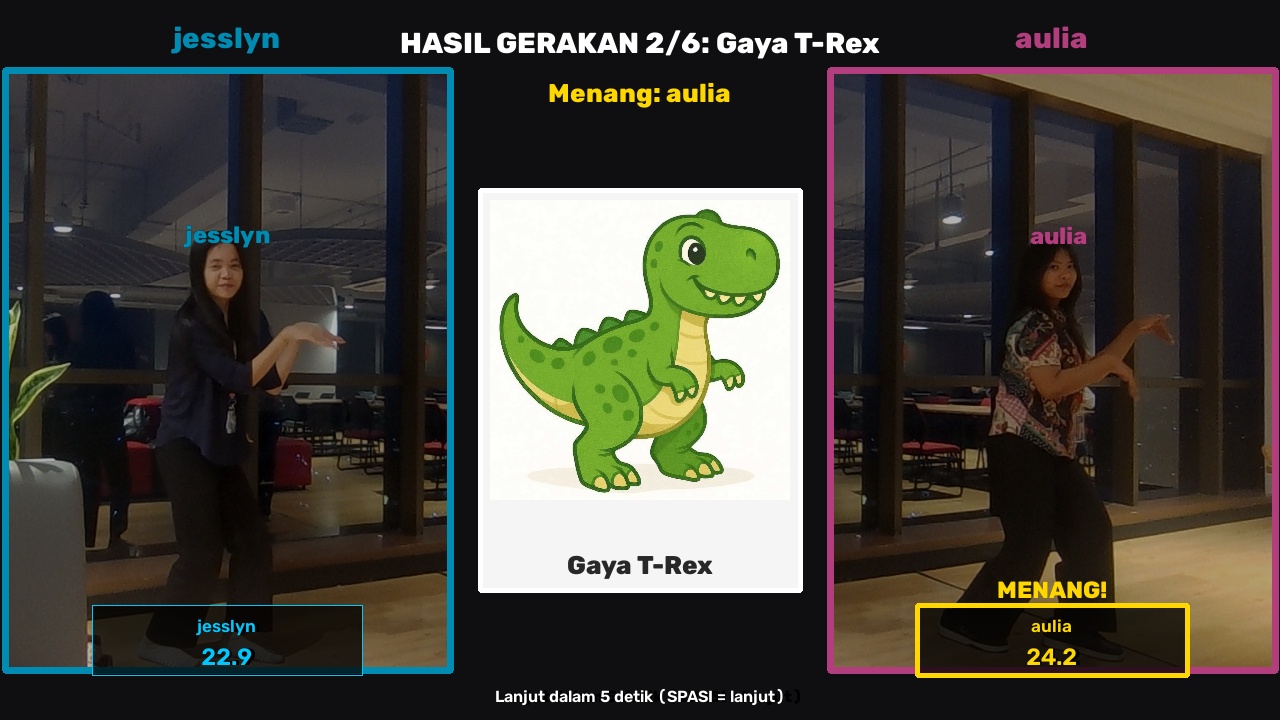 jesslyn
HASIL GERAKAN 2/6: Gaya T-Rex
aulia
Menang: aulia
jesslyn
aulia
Gaya T-Rex
MENANG!
jesslyn
22.9
aulia
24.2
Lanjut dalam 5 detik (SPASI = lanjut)